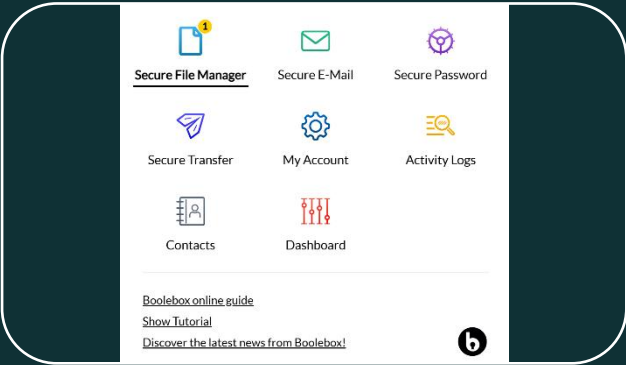 1
Secure File Manager Secure E-Mail Secure Password
Secure Transfer My Account Activity Logs
Contacts Dashboard
Boolebox online guide
Show Tutorial
Discover the latest news from Boolebox!
b